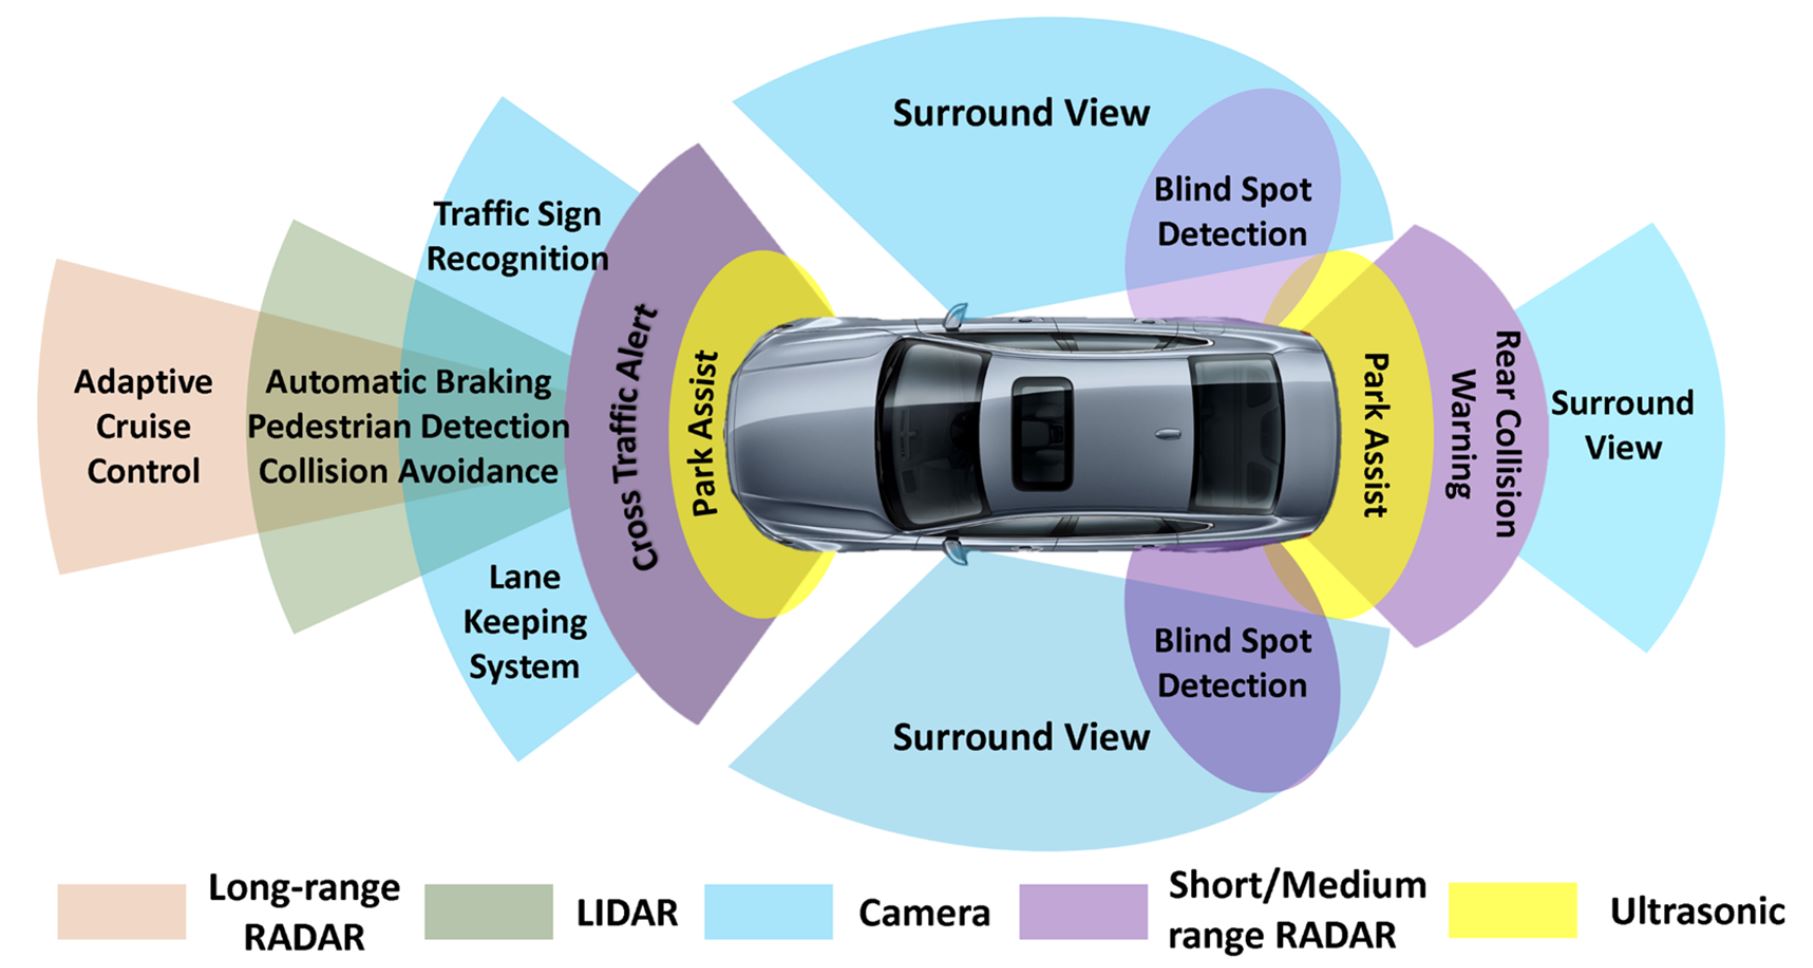 Surround View
Blind Spot
Detection
Traffic Sign
Recognition
Adaptive
Cruise
Control
Automatic Braking
Pedestrian Detection
Collision Avoidance
Cross Traffic Alert
Park Assist
Park Assist
Rear Collision
Warning
Surround
View
Lane
Keeping
System
Blind Spot
Detection
Surround View
Long-range
RADAR
LIDAR
Camera
Short/Medium
range RADAR
Ultrasonic